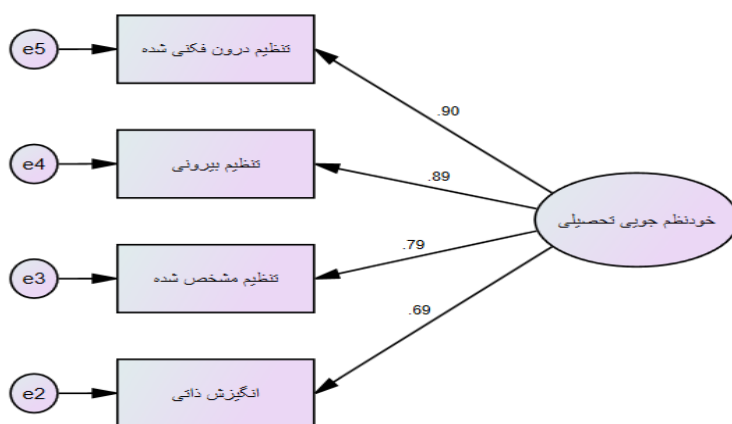 e5
تنظیم درون فکنی شده
.90
e4
تنظیم بیرونی
.89
خودنظم جویی تحصیلی
.79
e3
تنظیم مشخص شده
.69
e2
انگیزش ذاتی